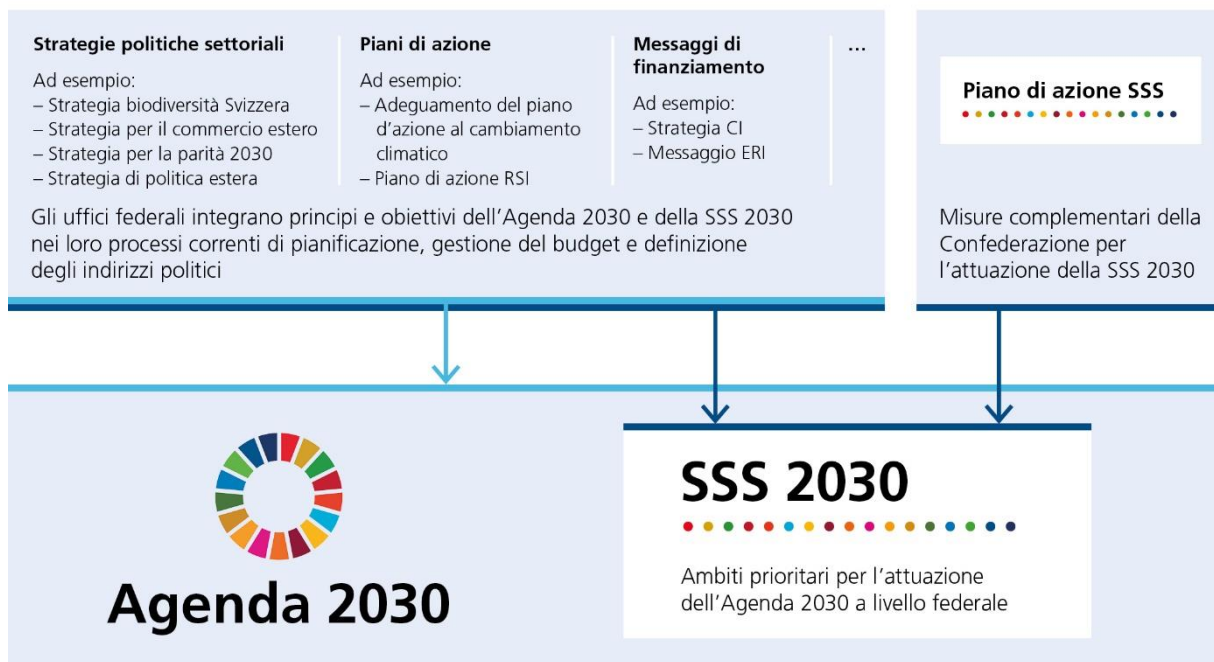 Strategie politiche settoriali
Ad esempio:
– Strategia biodiversità Svizzera
– Strategia per il commercio estero
– Strategia per la parità 2030
– Strategia di politica estera
Piani di azione
Ad esempio:
– Adeguamento del piano
d’azione al cambiamento
climatico
– Piano di azione RSI
Messaggi di
finanziamento
Ad esempio:
– Strategia CI
– Messaggio ERI
...
Gli uffici federali integrano principi e obiettivi dell’Agenda 2030 e della SSS 2030
nei loro processi correnti di pianificazione, gestione del budget e definizione
degli indirizzi politici
Piano di azione SSS
Misure complementari della
Confederazione per
l’attuazione della SSS 2030
Agenda 2030
SSS 2030
Ambiti prioritari per l’attuazione
dell’Agenda 2030 a livello federale